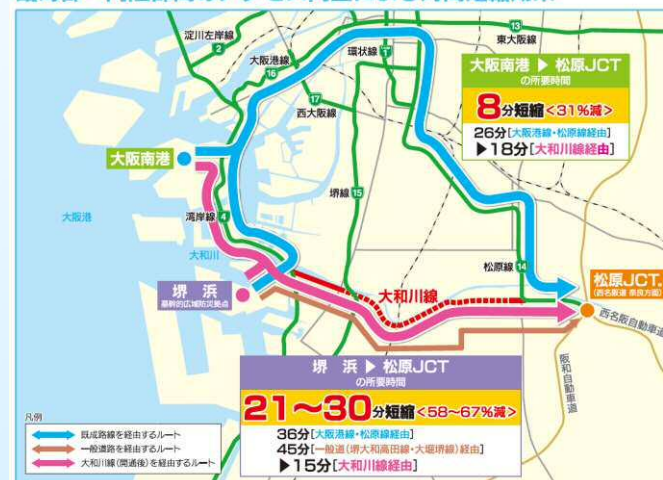 淀川左岸線
2
大阪港線
16
環状線
1
13
東大阪線
17
西大阪線
大阪南港 ▶ 松原JCT
の所要時間
8分短縮<31%減>
26分[大阪港線・松原線経由]
▶18分[大和川線経由]
大阪南港
大阪港
湾岸線
4
堺線
15
大和川
堺浜
基幹的広域防災拠点
大和川線
松原線
14
松原JCT.
(西名阪道 奈良方面)
西名阪自動車道
阪和自動車道
堺 浜 ▶ 松原JCT
の所要時間
21〜30分短縮<58〜67%減>
36分[大阪港線・松原線経由]
45分[一般道(堺大和高田線・大堀堺線)経由]
▶15分[大和川線経由]
凡例
既成路線を経由するルート
一般道路を経由するルート
大和川線(開通後)を経由するルート